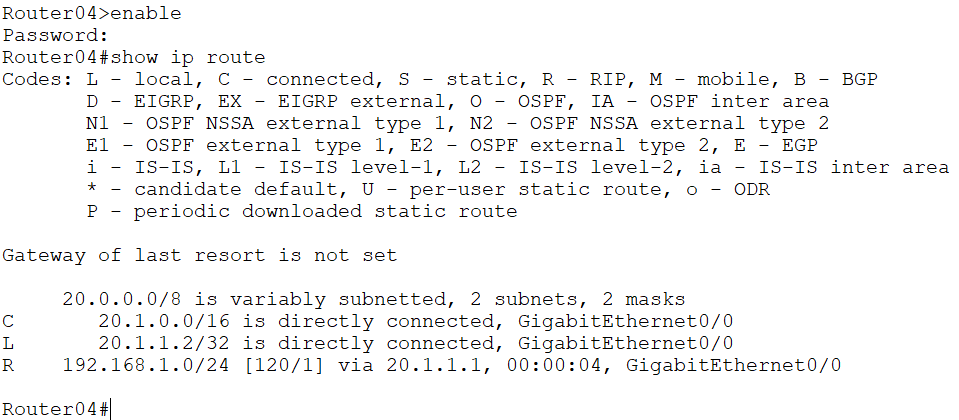 Router04>enable
Password:
Router04#show ip route
Codes: L - local, C - connected, S - static, R - RIP, M - mobile, B - BGP
       D - EIGRP, EX - EIGRP external, O - OSPF, IA - OSPF inter area
       N1 - OSPF NSSA external type 1, N2 - OSPF NSSA external type 2
       E1 - OSPF external type 1, E2 - OSPF external type 2, E - EGP
       i - IS-IS, L1 - IS-IS level-1, L2 - IS-IS level-2, ia - IS-IS inter area
       * - candidate default, U - per-user static route, o - ODR
       P - periodic downloaded static route

Gateway of last resort is not set

     20.0.0.0/8 is variably subnetted, 2 subnets, 2 masks
C       20.1.0.0/16 is directly connected, GigabitEthernet0/0
L       20.1.1.2/32 is directly connected, GigabitEthernet0/0
R    192.168.1.0/24 [120/1] via 20.1.1.1, 00:00:04, GigabitEthernet0/0

Router04#